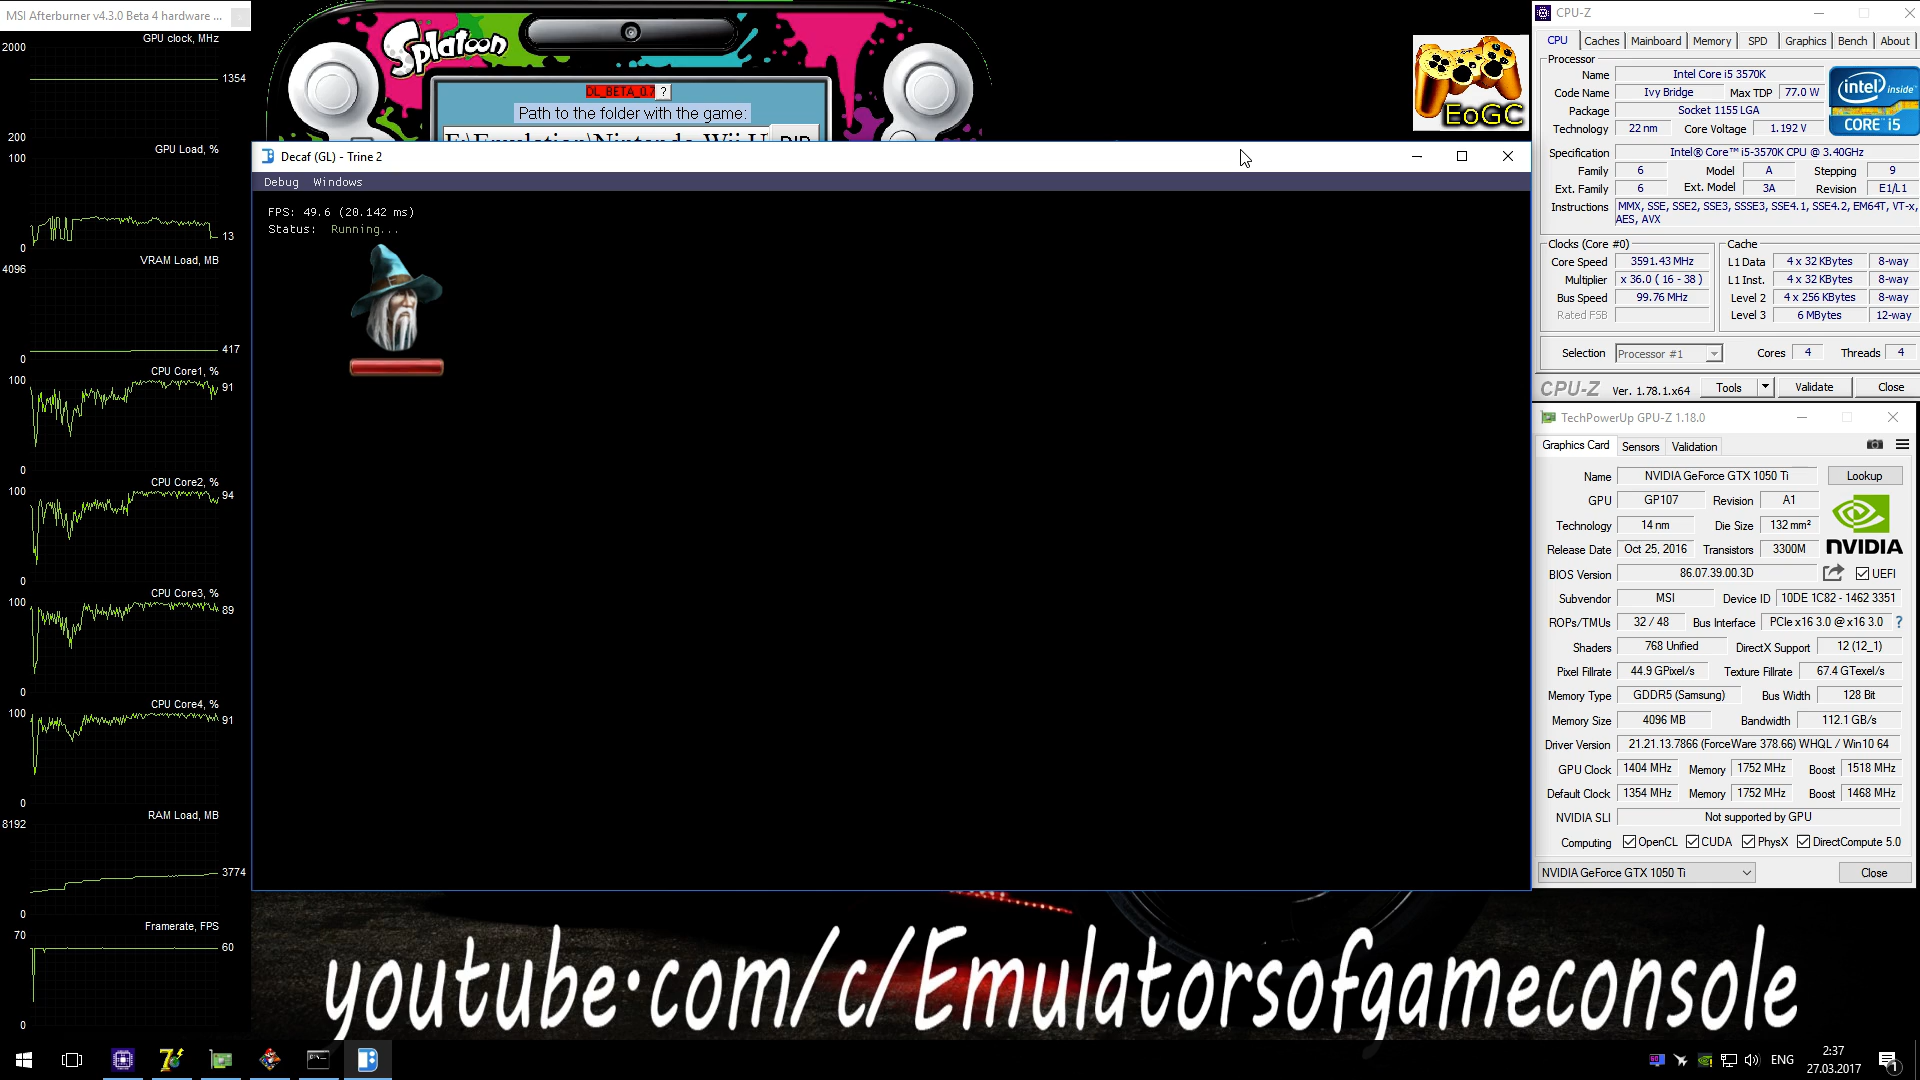 MSI Afterburner v4.3.0 Beta 4 hardware ...
GPU clock, MHz
2000
1354
200
GPU Load, %
100
13
0
VRAM Load, MB
4096
417
0
CPU Core1, %
100
91
0
CPU Core2, %
100
94
0
CPU Core3, %
100
89
0
CPU Core4, %
100
91
0
RAM Load, MB
8192
3774
0
Framerate, FPS
70
60
0
Splatoon
DL_BETA_0.7 ?
Path to the folder with the game:
EoGC
Decaf (GL) - Trine 2
Debug Windows
FPS: 49.6 (20.142 ms)
Status: Running...
CPU-Z
CPU Caches Mainboard Memory SPD Graphics Bench About
Processor
Name Intel Core i5 3570K
Code Name Ivy Bridge Max TDP 77.0 W
Package Socket 1155 LGA
Technology 22 nm Core Voltage 1.192 V
intel inside
CORE i5
Specification Intel® Core™ i5-3570K CPU @ 3.40GHz
Family 6 Model A Stepping 9
Ext. Family 6 Ext. Model 3A Revision E1/L1
Instructions MMX, SSE, SSE2, SSE3, SSSE3, SSE4.1, SSE4.2, EM64T, VT-x,
AES, AVX
Clocks (Core #0)
Core Speed 3591.43 MHz
Multiplier x 36.0 ( 16 - 38 )
Bus Speed 99.76 MHz
Rated FSB
Cache
L1 Data 4 x 32 KBytes 8-way
L1 Inst. 4 x 32 KBytes 8-way
Level 2 4 x 256 KBytes 8-way
Level 3 6 MBytes 12-way
Selection Processor #1 Cores 4 Threads 4
CPU-Z Ver. 1.78.1.x64 Tools Validate Close
TechPowerUp GPU-Z 1.18.0
Graphics Card Sensors Validation
Name NVIDIA GeForce GTX 1050 Ti Lookup
GPU GP107 Revision A1
Technology 14 nm Die Size 132 mm²
Release Date Oct 25, 2016 Transistors 3300M
NVIDIA
BIOS Version 86.07.39.00.3D UEFI
Subvendor MSI Device ID 10DE 1C82 - 1462 3351
ROPs/TMUs 32 / 48 Bus Interface PCIe x16 3.0 @ x16 3.0 ?
Shaders 768 Unified DirectX Support 12 (12_1)
Pixel Fillrate 44.9 GPixel/s Texture Fillrate 67.4 GTexel/s
Memory Type GDDR5 (Samsung) Bus Width 128 Bit
Memory Size 4096 MB Bandwidth 112.1 GB/s
Driver Version 21.21.13.7866 (ForceWare 378.66) WHQL / Win10 64
GPU Clock 1404 MHz Memory 1752 MHz Boost 1518 MHz
Default Clock 1354 MHz Memory 1752 MHz Boost 1468 MHz
NVIDIA SLI Not supported by GPU
Computing OpenCL CUDA PhysX DirectCompute 5.0
NVIDIA GeForce GTX 1050 Ti Close
youtube.com/c/Emulatorsofgameconsole
ENG
2:37
27.03.2017
1